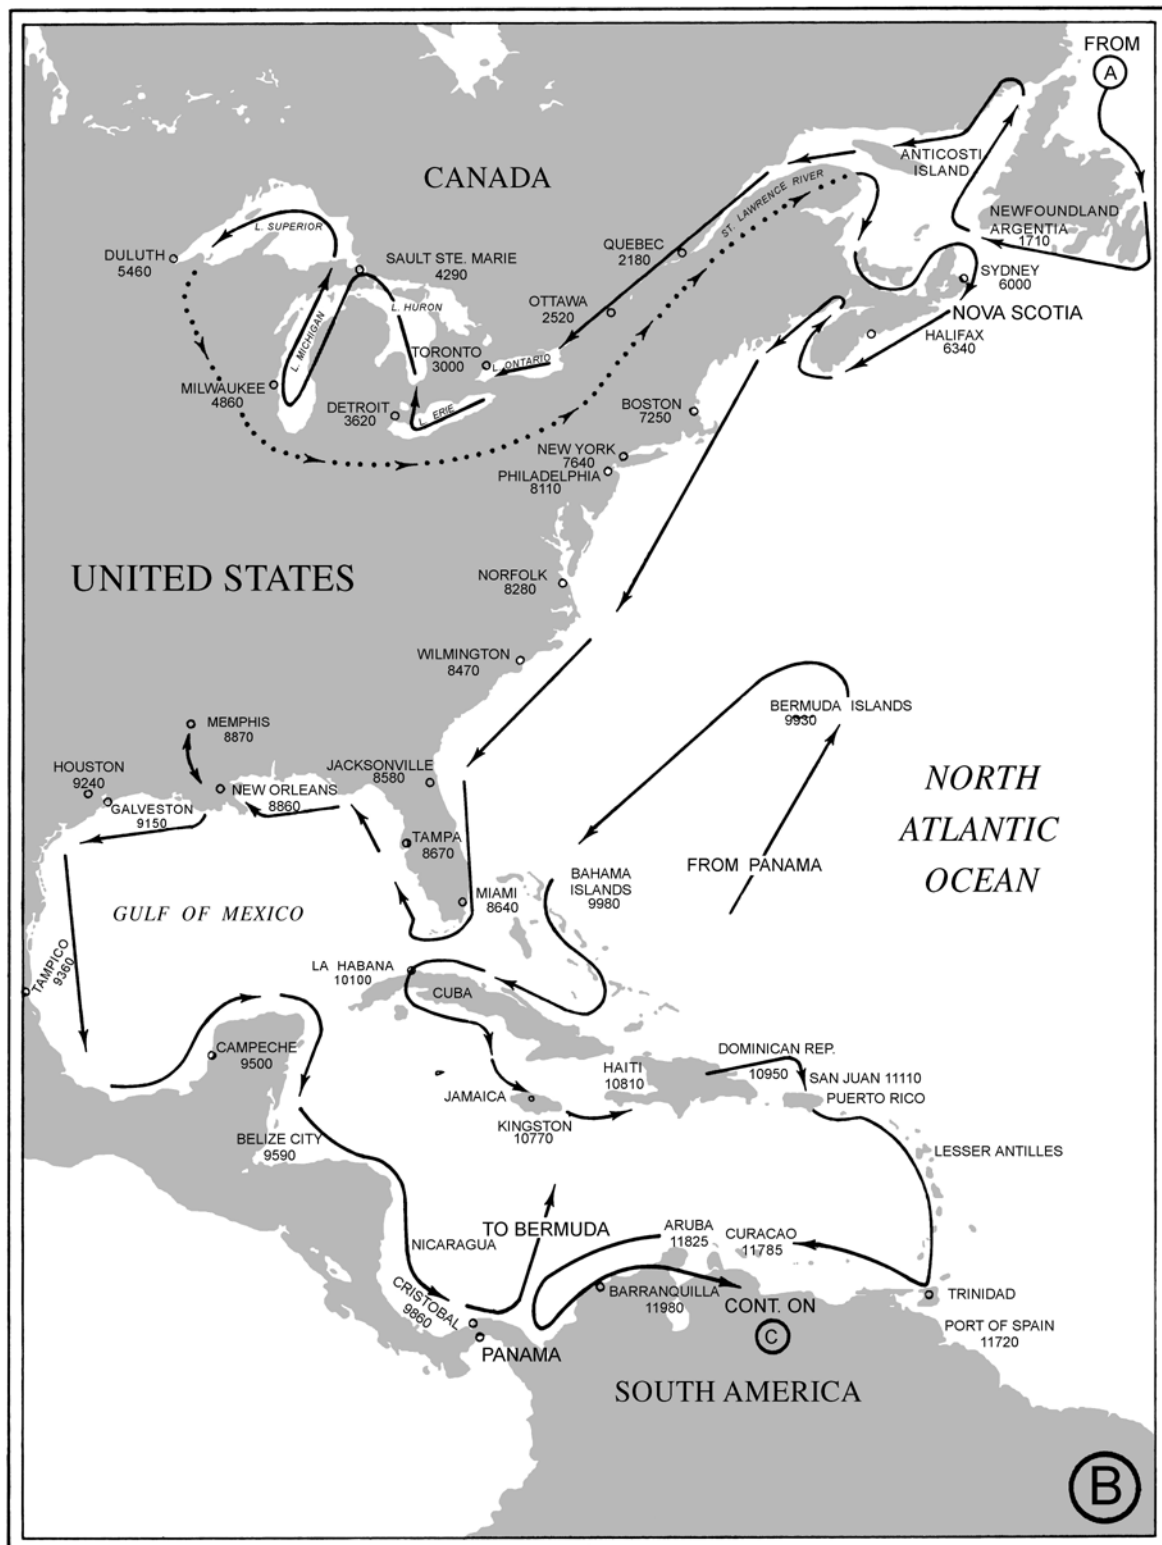 FROM
A
CANADA
ANTICOSTI
ISLAND
ST. LAWRENCE RIVER
NEWFOUNDLAND
ARGENTIA
1710
L. SUPERIOR
DULUTH
5460
SAULT STE. MARIE
4290
QUEBEC
2180
SYDNEY
6000
OTTAWA
2520
L. HURON
NOVA SCOTIA
L. MICHIGAN
HALIFAX
6340
TORONTO
3000
L. ONTARIO
MILWAUKEE
4860
DETROIT
3620
L. ERIE
BOSTON
7250
NEW YORK
7640
PHILADELPHIA
8110
UNITED STATES
NORFOLK
8280
WILMINGTON
8470
BERMUDA ISLANDS
9930
MEMPHIS
8870
HOUSTON
9240
JACKSONVILLE
8580
NEW ORLEANS
8860
GALVESTON
9150
NORTH
ATLANTIC
OCEAN
TAMPA
8670
FROM PANAMA
BAHAMA
ISLANDS
9980
MIAMI
8640
GULF OF MEXICO
TAMPICO
9360
LA HABANA
10100
CUBA
CAMPECHE
9500
HAITI
10810
DOMINICAN REP.
10950
SAN JUAN 11110
PUERTO RICO
JAMAICA
KINGSTON
10770
BELIZE CITY
9590
LESSER ANTILLES
NICARAGUA
TO BERMUDA
ARUBA
11825
CURACAO
11785
CRISTOBAL
9860
BARRANQUILLA
11980
TRINIDAD
CONT. ON
C
PORT OF SPAIN
11720
PANAMA
SOUTH AMERICA
B